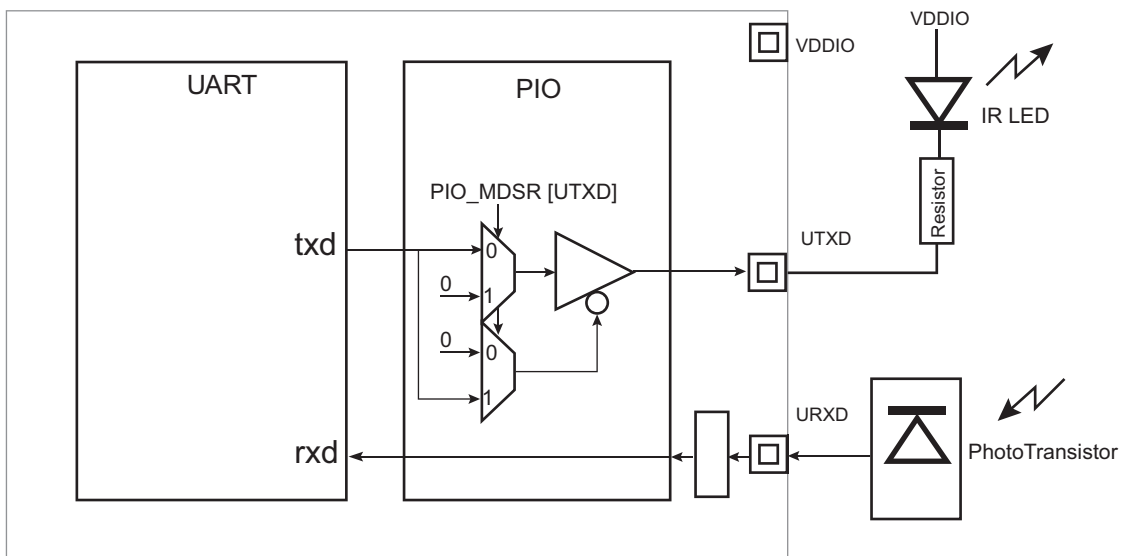 VDDIO
VDDIO
UART
PIO
IR LED
PIO_MDSR [UTXD]
Resistor
txd
0
UTXD
0
1
0
0
1
URXD
rxd
PhotoTransistor